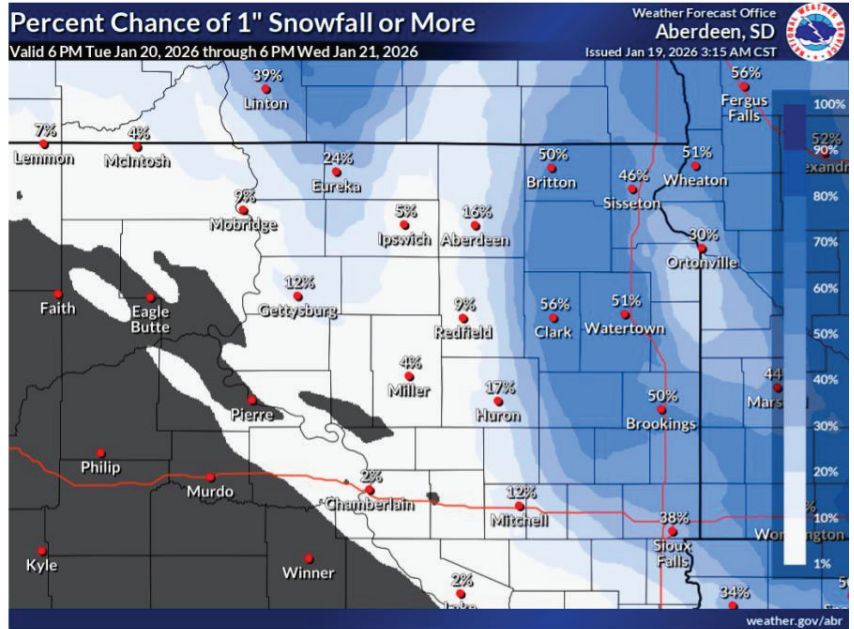 Percent Chance of 1" Snowfall or More
Valid 6 PM Tue Jan 20, 2026 through 6 PM Wed Jan 21, 2026
Weather Forecast Office
Aberdeen, SD
Issued Jan 19, 2026 3:15 AM CST
39%
Linton
56%
Fergus
Falls
100%
7%
Lemmon
4%
McIntosh
24%
Eureka
50%
Britton
46%
Sisseton
51%
Wheaton
52%
90%
80%
9%
Mobridge
5%
Ipswich
16%
Aberdeen
30%
Ortonville
70%
Faith
Eagle
Butte
12%
Gettysburg
9%
Redfield
56%
Clark
51%
Watertown
60%
50%
4%
Miller
17%
Huron
50%
Brookings
44
40%
Pierre
30%
Philip
Murdo
2%
Chamberlain
12%
Mitchell
38%
Sioux
Falls
20%
10%
1%
Kyle
Winner
2%
34%
weather.gov/abr